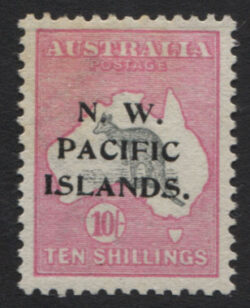 AUSTRALIA
POSTAGE
N. W.
PACIFIC
ISLANDS.
10/-
TEN SHILLINGS